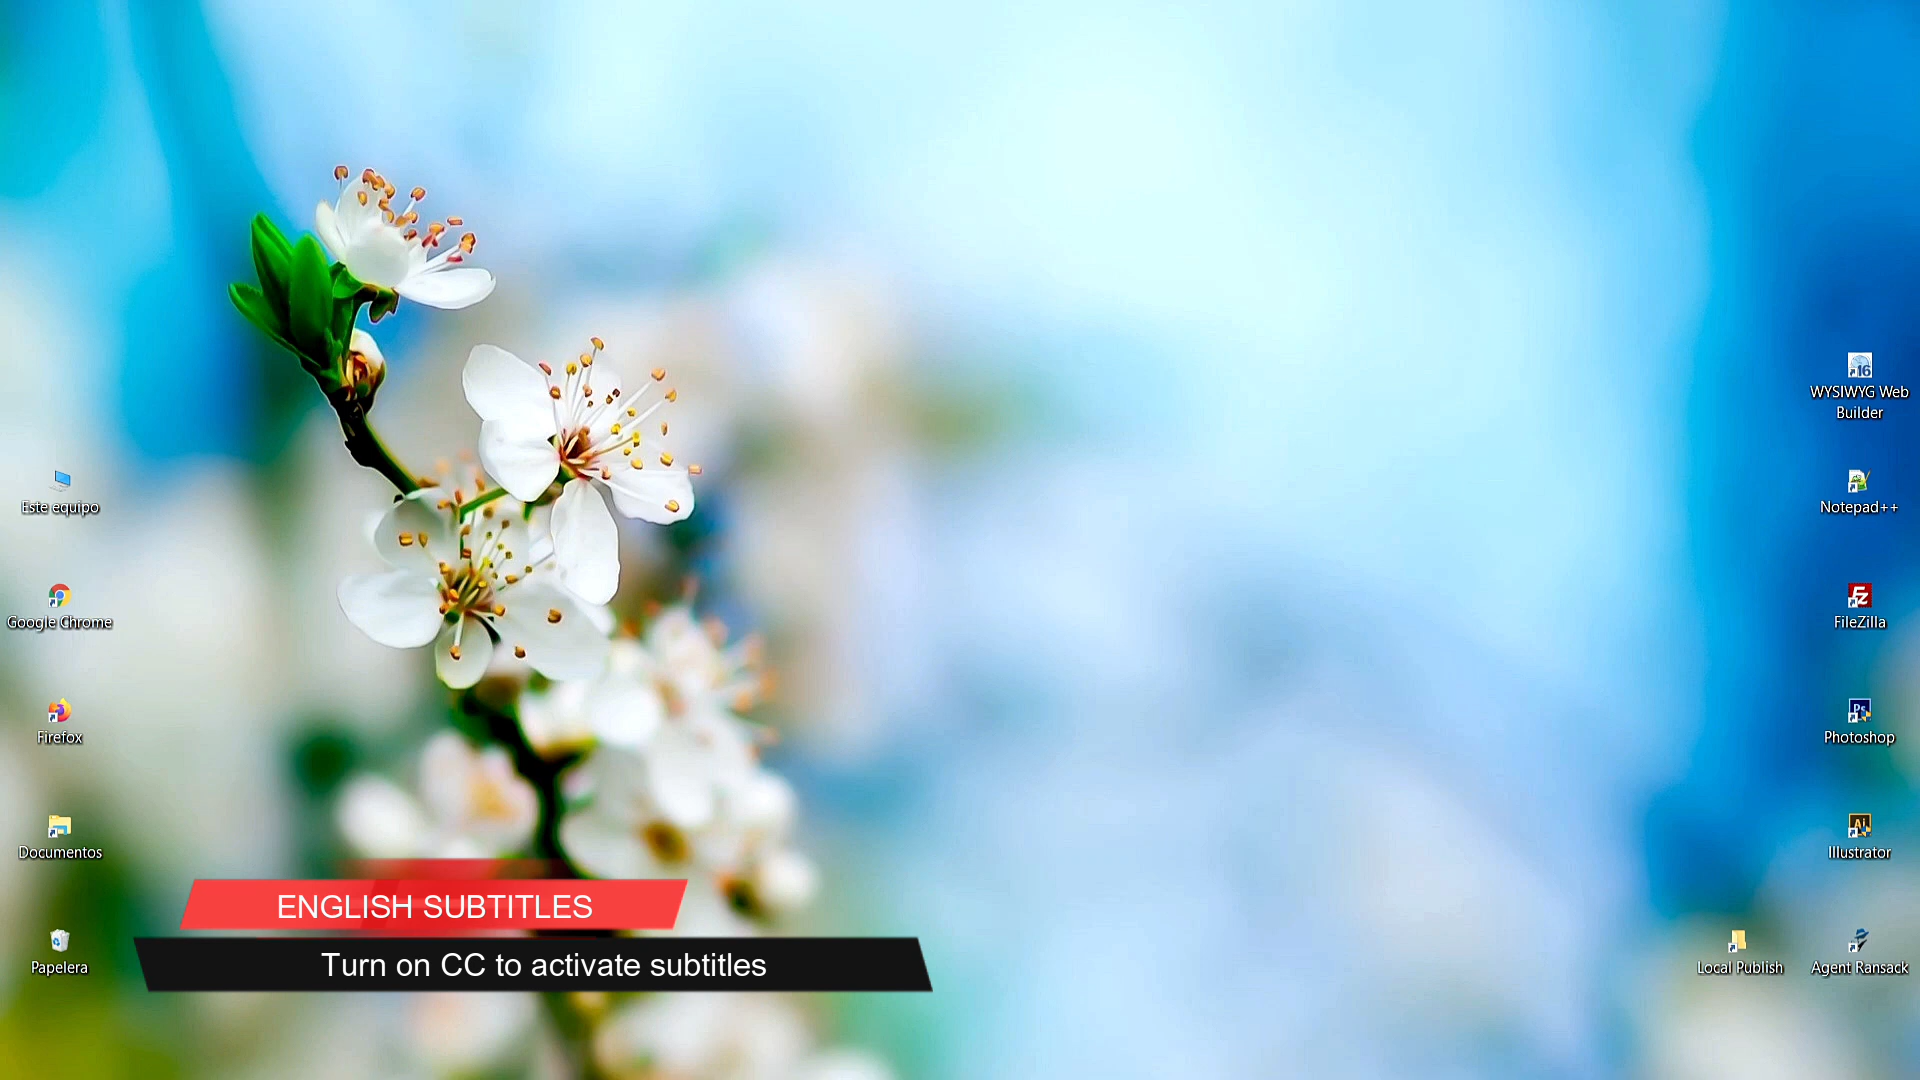 WYSIWYG Web
Builder
Este equipo
Notepad++
Google Chrome
FileZilla
Firefox
Photoshop
Documentos
Illustrator
ENGLISH SUBTITLES
Turn on CC to activate subtitles
Papelera
Local Publish
Agent Ransack